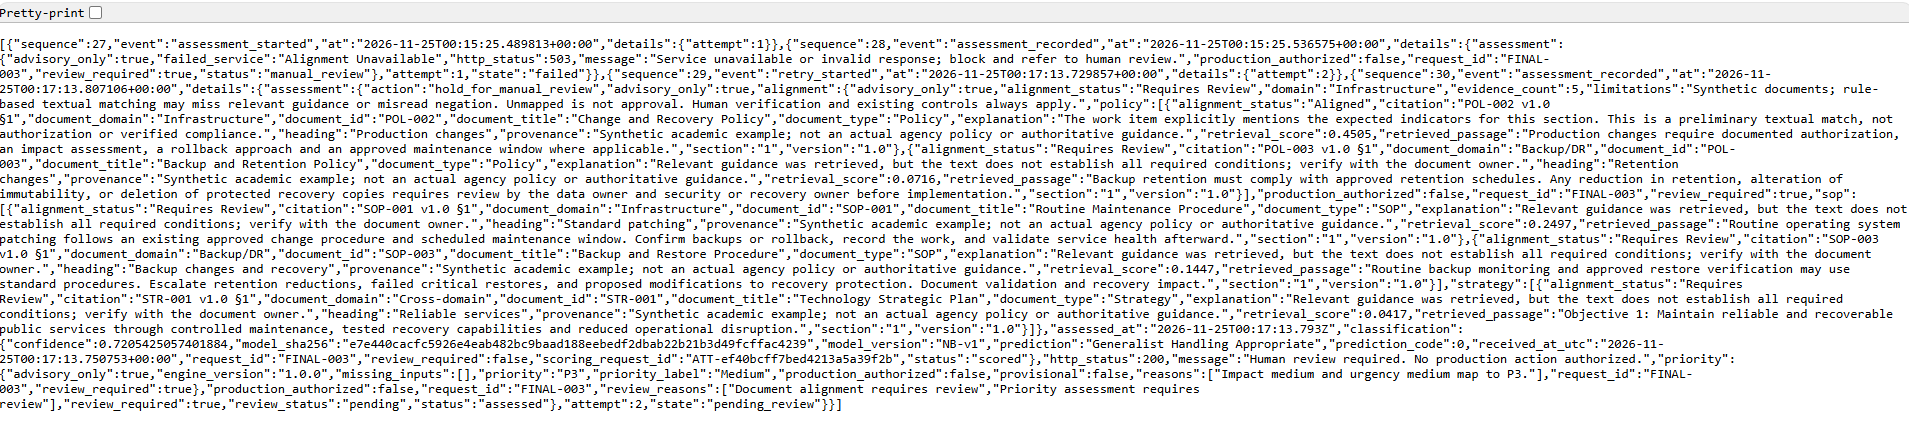 Pretty-print
[{"sequence":27,"event":"assessment_started","at":"2026-11-25T00:15:25.489813+00:00","details":{"attempt":1}},{"sequence":28,"event":"assessment_recorded","at":"2026-11-25T00:15:25.536575+00:00","details":{"assessment":
{"advisory_only":true,"failed_service":"Alignment Unavailable","http_status":503,"message":"Service unavailable or invalid response; block and refer to human review.","production_authorized":false,"request_id":"FINAL-
003","review_required":true,"status":"manual_review"},"attempt":1,"state":"failed"}},{"sequence":29,"event":"retry_started","at":"2026-11-25T00:17:13.729857+00:00","details":{"attempt":2}},{"sequence":30,"event":"assessment_recorded","at":"2026-11-
25T00:17:13.807106+00:00","details":{"assessment":{"action":"hold_for_manual_review","advisory_only":true,"alignment":{"advisory_only":true,"alignment_status":"Requires Review","domain":"Infrastructure","evidence_count":5,"limitations":"Synthetic documents; rule-
based textual matching may miss relevant guidance or misread negation. Unmapped is not approval. Human verification and existing controls always apply.","policy":[{"alignment_status":"Aligned","citation":"POL-002 v1.0
§1","document_domain":"Infrastructure","document_id":"POL-002","document_title":"Change and Recovery Policy","document_type":"Policy","explanation":"The work item explicitly mentions the expected indicators for this section. This is a preliminary textual match, not
authorization or verified compliance.","heading":"Production changes","provenance":"Synthetic academic example; not an actual agency policy or authoritative guidance.","retrieval_score":0.4505,"retrieved_passage":"Production changes require documented authorization,
an impact assessment, a rollback approach and an approved maintenance window where applicable.","section":"1","version":"1.0"},{"alignment_status":"Requires Review","citation":"POL-003 v1.0 §1","document_domain":"Backup/DR","document_id":"POL-
003","document_title":"Backup and Retention Policy","document_type":"Policy","explanation":"Relevant guidance was retrieved, but the text does not establish all required conditions; verify with the document owner.","heading":"Retention
changes","provenance":"Synthetic academic example; not an actual agency policy or authoritative guidance.","retrieval_score":0.0716,"retrieved_passage":"Backup retention must comply with approved retention schedules. Any reduction in retention, alteration of
immutability, or deletion of protected recovery copies requires review by the data owner and security or recovery owner before implementation.","section":"1","version":"1.0"}],"production_authorized":false,"request_id":"FINAL-003","review_required":true,"sop":
[{"alignment_status":"Requires Review","citation":"SOP-001 v1.0 §1","document_domain":"Infrastructure","document_id":"SOP-001","document_title":"Routine Maintenance Procedure","document_type":"SOP","explanation":"Relevant guidance was retrieved, but the text does not
establish all required conditions; verify with the document owner.","heading":"Standard patching","provenance":"Synthetic academic example; not an actual agency policy or authoritative guidance.","retrieval_score":0.2497,"retrieved_passage":"Routine operating system
patching follows an existing approved change procedure and scheduled maintenance window. Confirm backups or rollback, record the work, and validate service health afterward.","section":"1","version":"1.0"},{"alignment_status":"Requires Review","citation":"SOP-003
v1.0 §1","document_domain":"Backup/DR","document_id":"SOP-003","document_title":"Backup and Restore Procedure","document_type":"SOP","explanation":"Relevant guidance was retrieved, but the text does not establish all required conditions; verify with the document
owner.","heading":"Backup changes and recovery","provenance":"Synthetic academic example; not an actual agency policy or authoritative guidance.","retrieval_score":0.1447,"retrieved_passage":"Routine backup monitoring and approved restore verification may use
standard procedures. Escalate retention reductions, failed critical restores, and proposed modifications to recovery protection. Document validation and recovery impact.","section":"1","version":"1.0"}],"strategy":[{"alignment_status":"Requires
Review","citation":"STR-001 v1.0 §1","document_domain":"Cross-domain","document_id":"STR-001","document_title":"Technology Strategic Plan","document_type":"Strategy","explanation":"Relevant guidance was retrieved, but the text does not establish all required
conditions; verify with the document owner.","heading":"Reliable services","provenance":"Synthetic academic example; not an actual agency policy or authoritative guidance.","retrieval_score":0.0417,"retrieved_passage":"Objective 1: Maintain reliable and recoverable
public services through controlled maintenance, tested recovery capabilities and reduced operational disruption.","section":"1","version":"1.0"}]},"assessed_at":"2026-11-25T00:17:13.793Z","classification":
{"confidence":0.7205425057401884,"model_sha256":"e7e440cacfc5926e4eab482bc9baad188eebedf2dbab22b21b3d49fcffac4239","model_version":"NB-v1","prediction":"Generalist Handling Appropriate","prediction_code":0,"received_at_utc":"2026-11-
25T00:17:13.750753+00:00","request_id":"FINAL-003","review_required":false,"scoring_request_id":"ATT-ef40bcff7bed4213a5a39f2b","status":"scored"},"http_status":200,"message":"Human review required. No production action authorized.","priority":
{"advisory_only":true,"engine_version":"1.0.0","missing_inputs":[],"priority":"P3","priority_label":"Medium","production_authorized":false,"provisional":false,"reasons":["Impact medium and urgency medium map to P3."],"request_id":"FINAL-
003","review_required":true},"production_authorized":false,"request_id":"FINAL-003","review_reasons":["Document alignment requires review","Priority assessment requires
review"],"review_required":true,"review_status":"pending","status":"assessed"},"attempt":2,"state":"pending_review"}}]